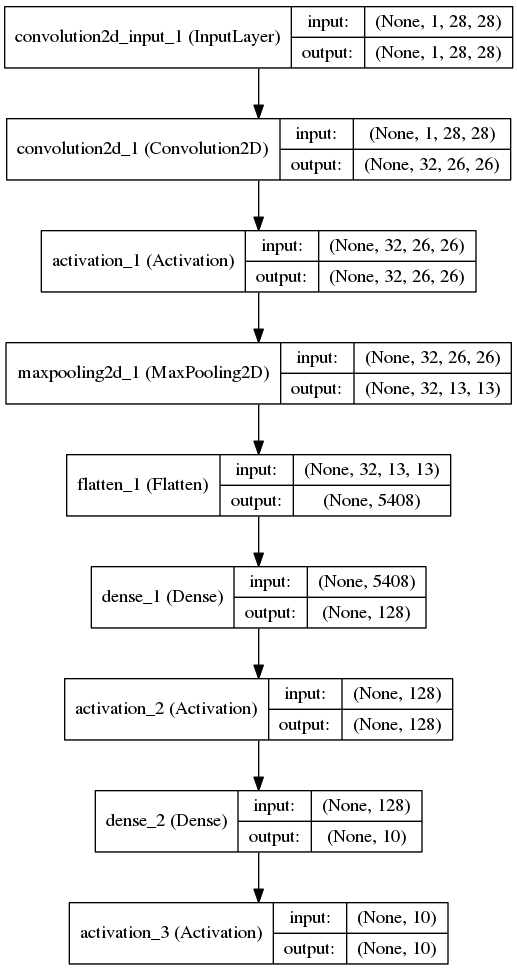 convolution2d_input_1 (InputLayer)
input:
(None, 1, 28, 28)
output:
(None, 1, 28, 28)
convolution2d_1 (Convolution2D)
input:
(None, 1, 28, 28)
output:
(None, 32, 26, 26)
activation_1 (Activation)
input:
(None, 32, 26, 26)
output:
(None, 32, 26, 26)
maxpooling2d_1 (MaxPooling2D)
input:
(None, 32, 26, 26)
output:
(None, 32, 13, 13)
flatten_1 (Flatten)
input:
(None, 32, 13, 13)
output:
(None, 5408)
dense_1 (Dense)
input:
(None, 5408)
output:
(None, 128)
activation_2 (Activation)
input:
(None, 128)
output:
(None, 128)
dense_2 (Dense)
input:
(None, 128)
output:
(None, 10)
activation_3 (Activation)
input:
(None, 10)
output:
(None, 10)